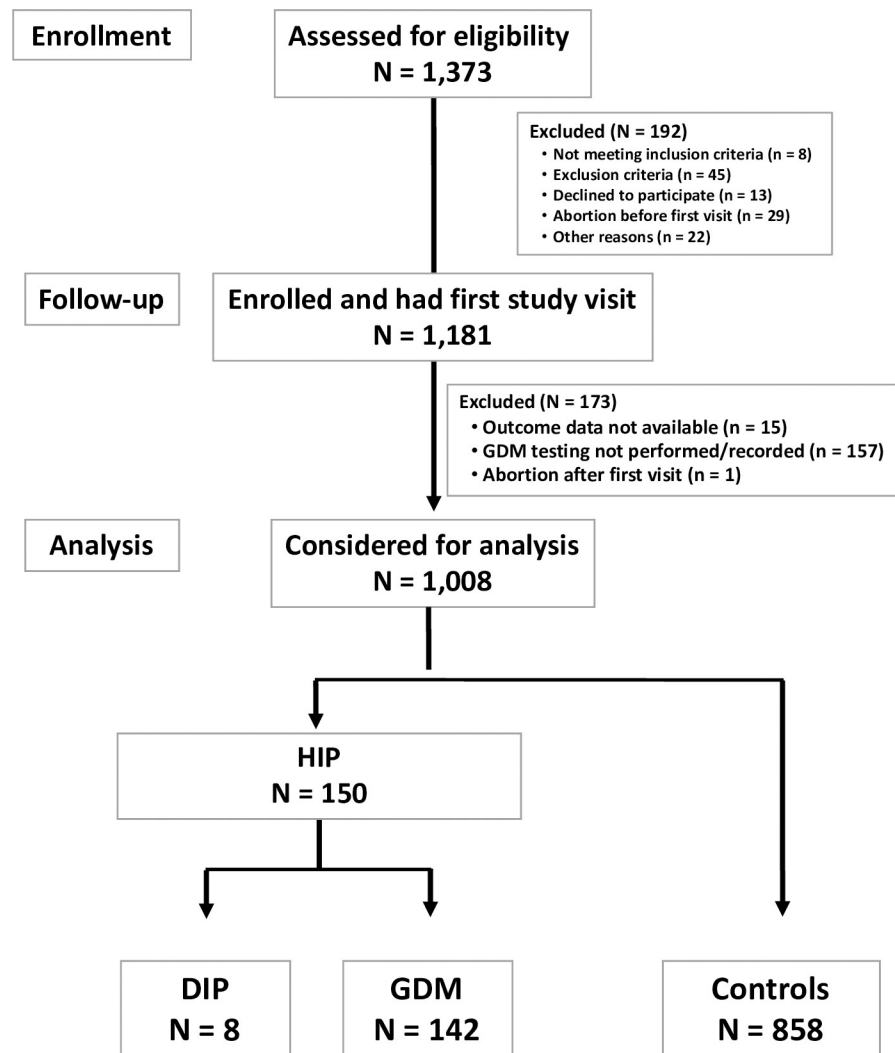 Enrollment
Assessed for eligibility
N = 1,373
Excluded (N = 192)
• Not meeting inclusion criteria (n = 8)
• Exclusion criteria (n = 45)
• Declined to participate (n = 13)
• Abortion before first visit (n = 29)
• Other reasons (n = 22)
Follow-up
Enrolled and had first study visit
N = 1,181
Excluded (N = 173)
• Outcome data not available (n = 15)
• GDM testing not performed/recorded (n = 157)
• Abortion after first visit (n = 1)
Analysis
Considered for analysis
N = 1,008
HIP
N = 150
DIP
N = 8
GDM
N = 142
Controls
N = 858